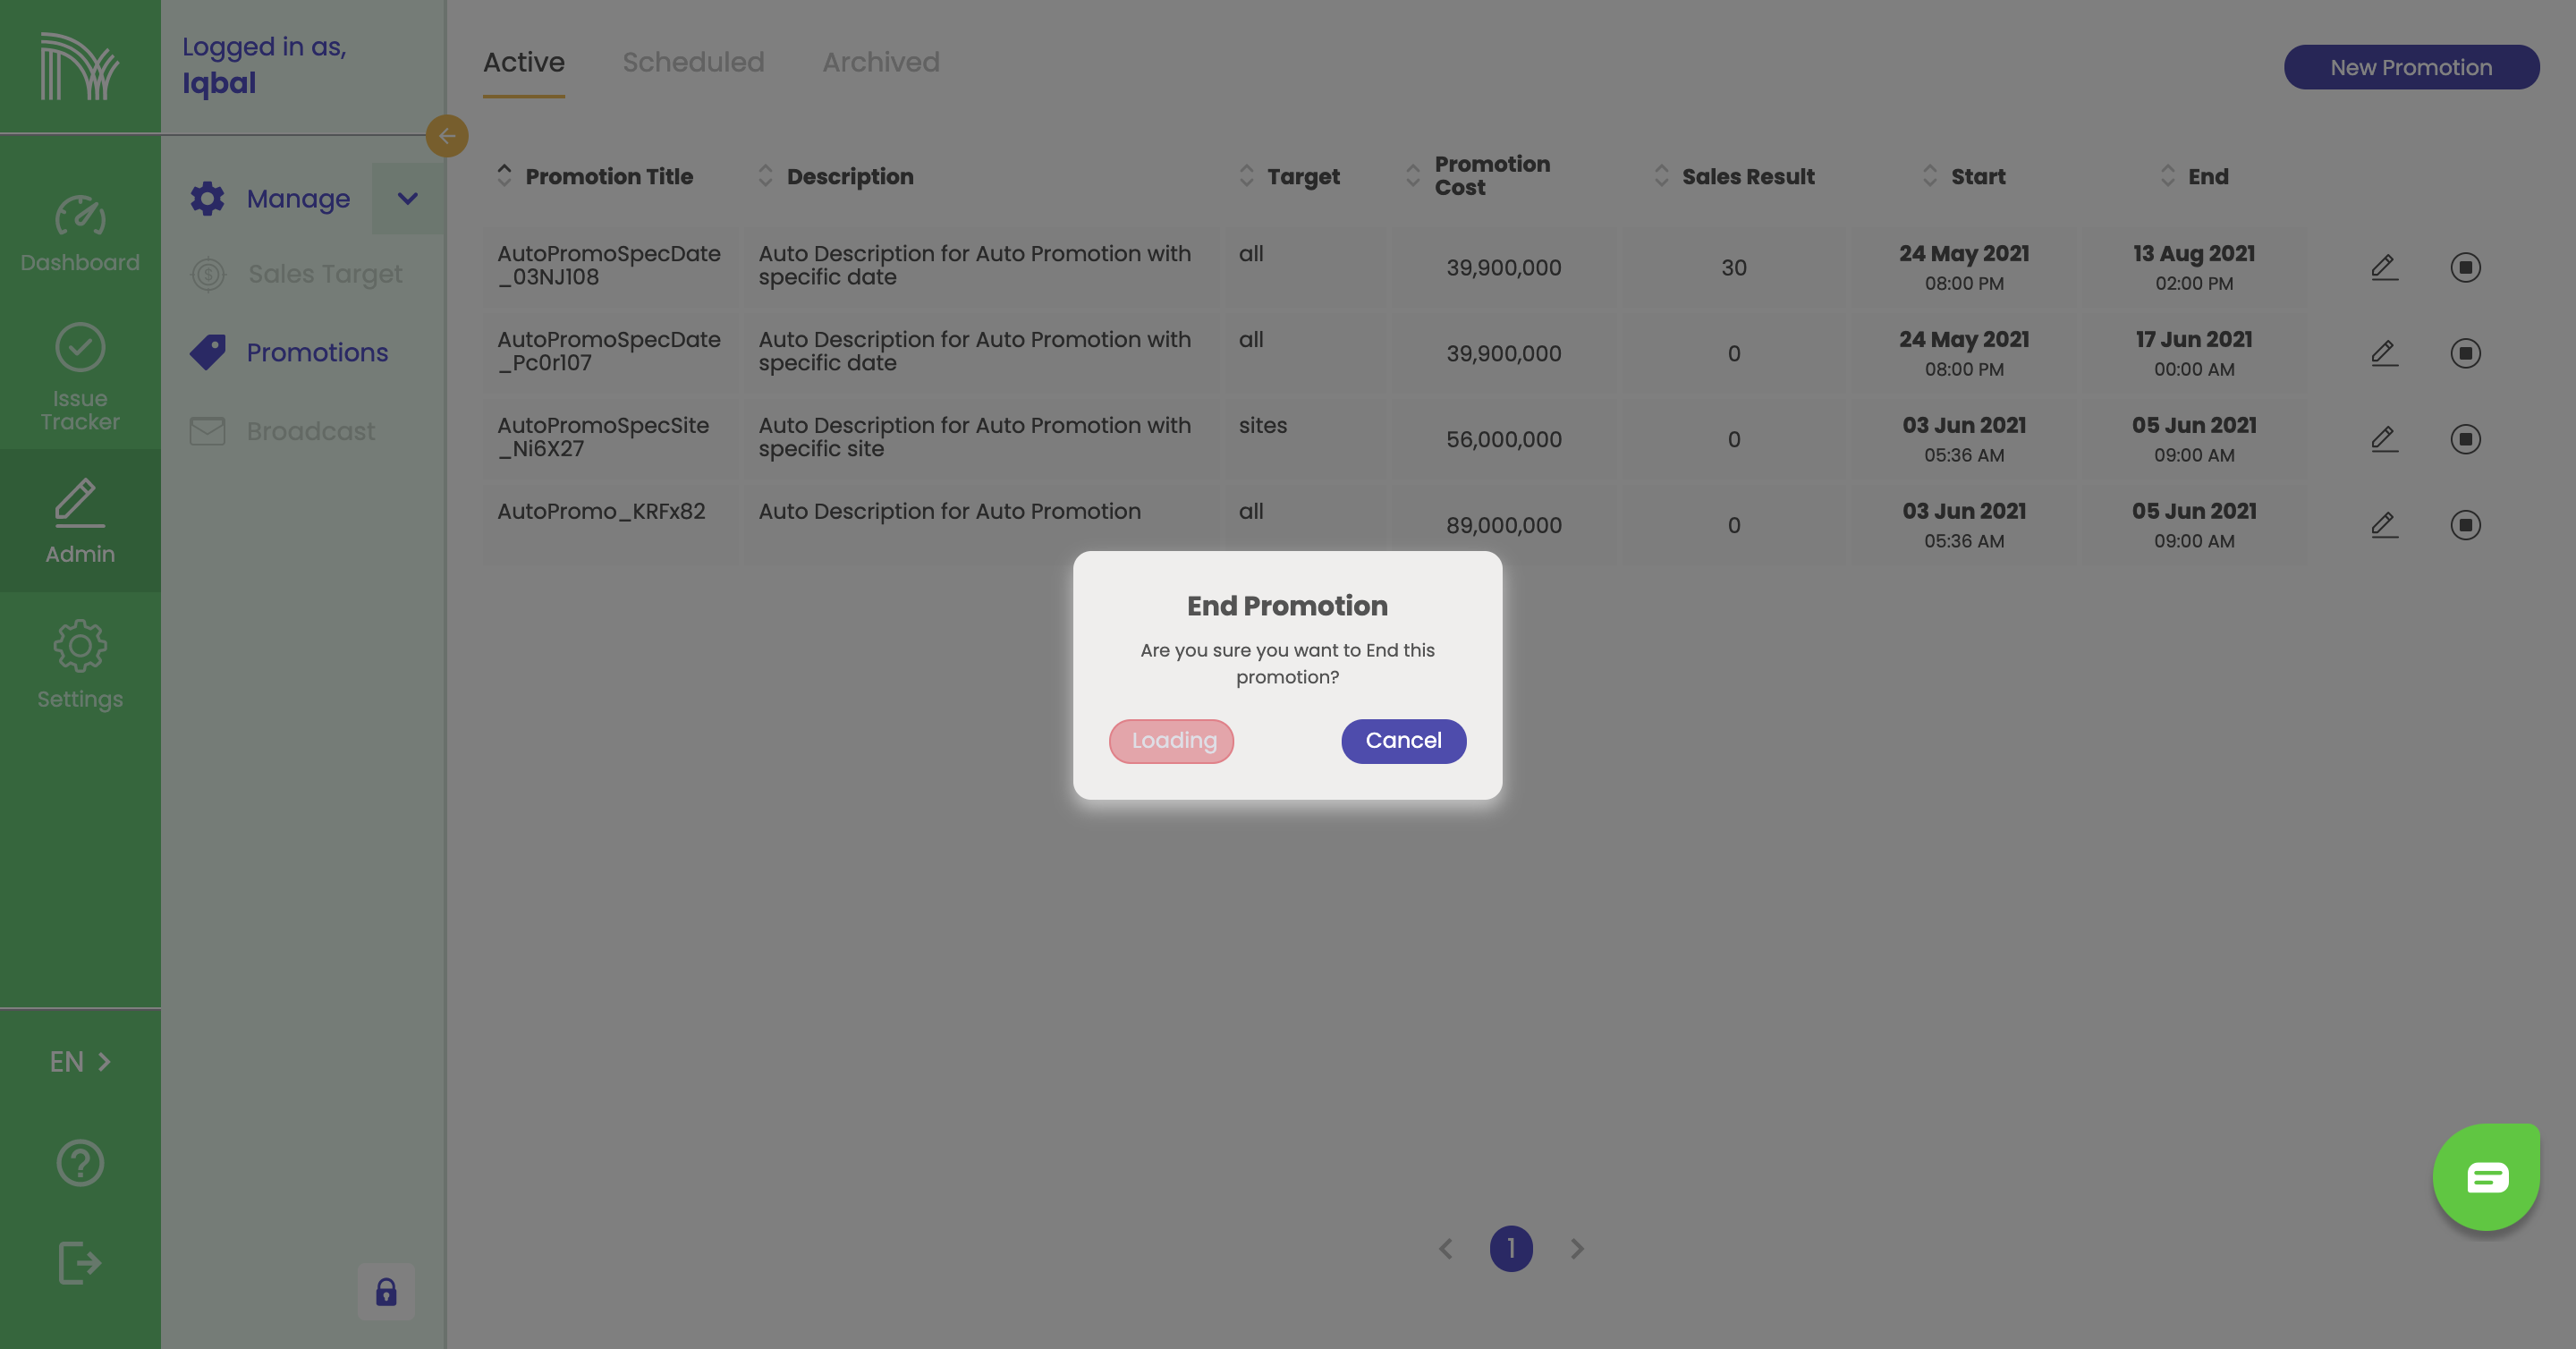 Logged in as,
Iqbal
Dashboard
Issue
Tracker
Admin
Settings
EN
Manage
Sales Target
Promotions
Broadcast
Active
Scheduled
Archived
New Promotion
Promotion Title
Description
Target
Promotion
Cost
Sales Result
Start
End
AutoPromoSpecDate
_03NJ108
Auto Description for Auto Promotion with
specific date
all
39,900,000
30
24 May 2021
08:00 PM
13 Aug 2021
02:00 PM
AutoPromoSpecDate
_Pc0r107
Auto Description for Auto Promotion with
specific date
all
39,900,000
0
24 May 2021
08:00 PM
17 Jun 2021
00:00 AM
AutoPromoSpecSite
_Ni6X27
Auto Description for Auto Promotion with
specific site
sites
56,000,000
0
03 Jun 2021
05:36 AM
05 Jun 2021
09:00 AM
AutoPromo_KRFx82
Auto Description for Auto Promotion
all
89,000,000
0
03 Jun 2021
05:36 AM
05 Jun 2021
09:00 AM
End Promotion
Are you sure you want to End this
promotion?
Loading
Cancel
1